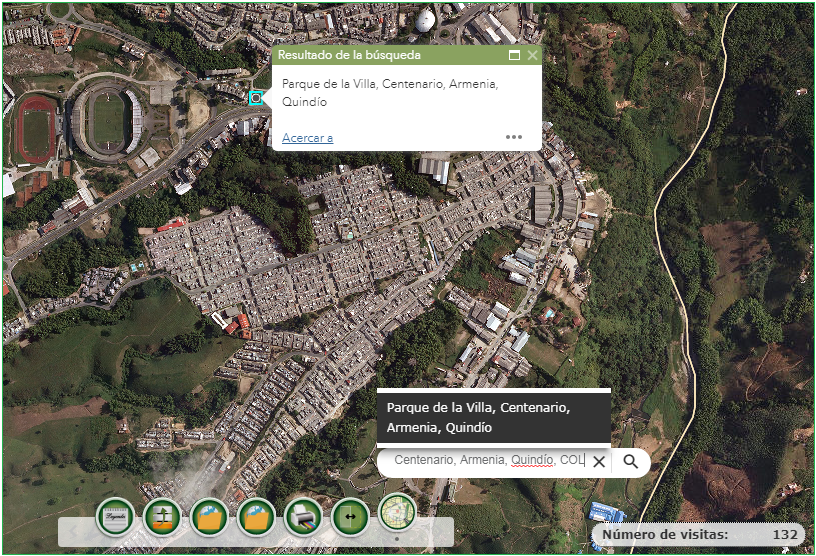 Resultado de la búsqueda
Parque de la Villa, Centenario, Armenia,
Quindío
Acercar a
Parque de la Villa, Centenario,
Armenia, Quindío
Centenario, Armenia, Quindío, COL
Legenda
Número de visitas: 132